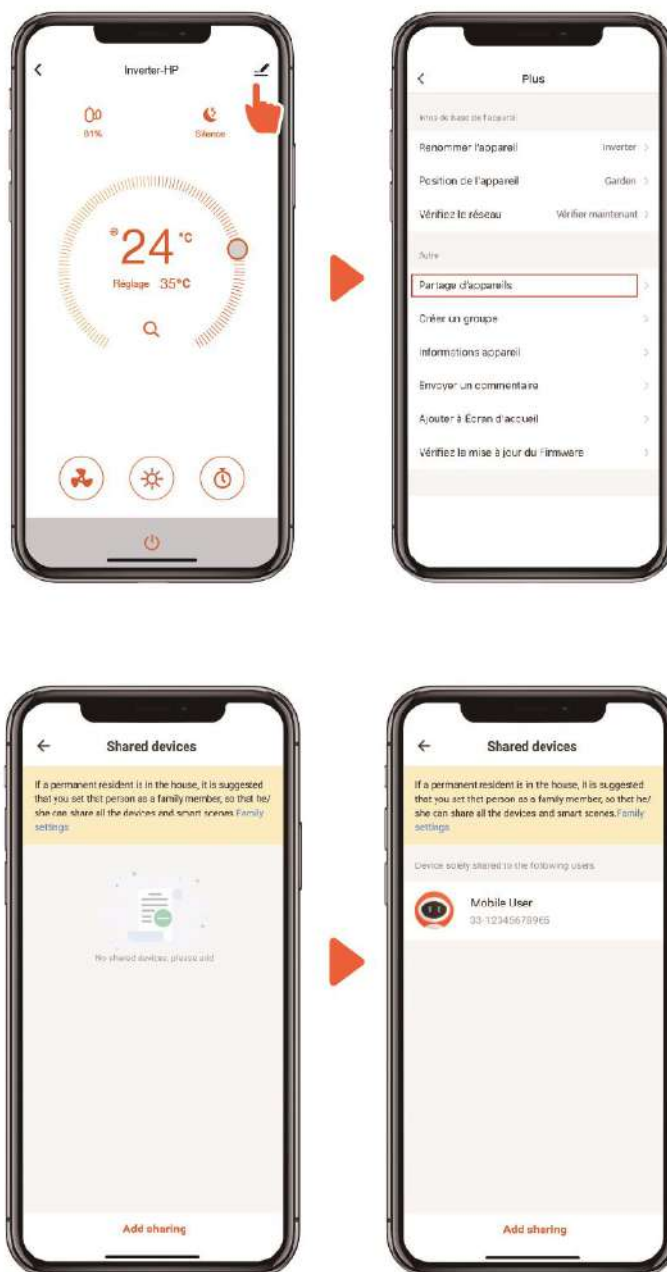 Inverter-HP
81% Silence
24 °C
Réglage 35°C
Plus
Infos de base de l'appareil
Renommer l'appareil Inverter
Position de l'appareil Garden
Vérifiez le réseau Vérifier maintenant
Autre
Partage d'appareils
Créer un groupe
Informations appareil
Envoyer un commentaire
Ajouter à Écran d'accueil
Vérifiez la mise à jour du Firmware
Shared devices
If a permanent resident is in the house, it is suggested
that you set that person as a family member, so that he/
she can share all the devices and smart scenes.Family
settings
No shared devices, please add
Add sharing
Shared devices
If a permanent resident is in the house, it is suggested
that you set that person as a family member, so that he/
she can share all the devices and smart scenes.Family
settings
Device solely shared to the following users
Mobile User
33-12345678965
Add sharing